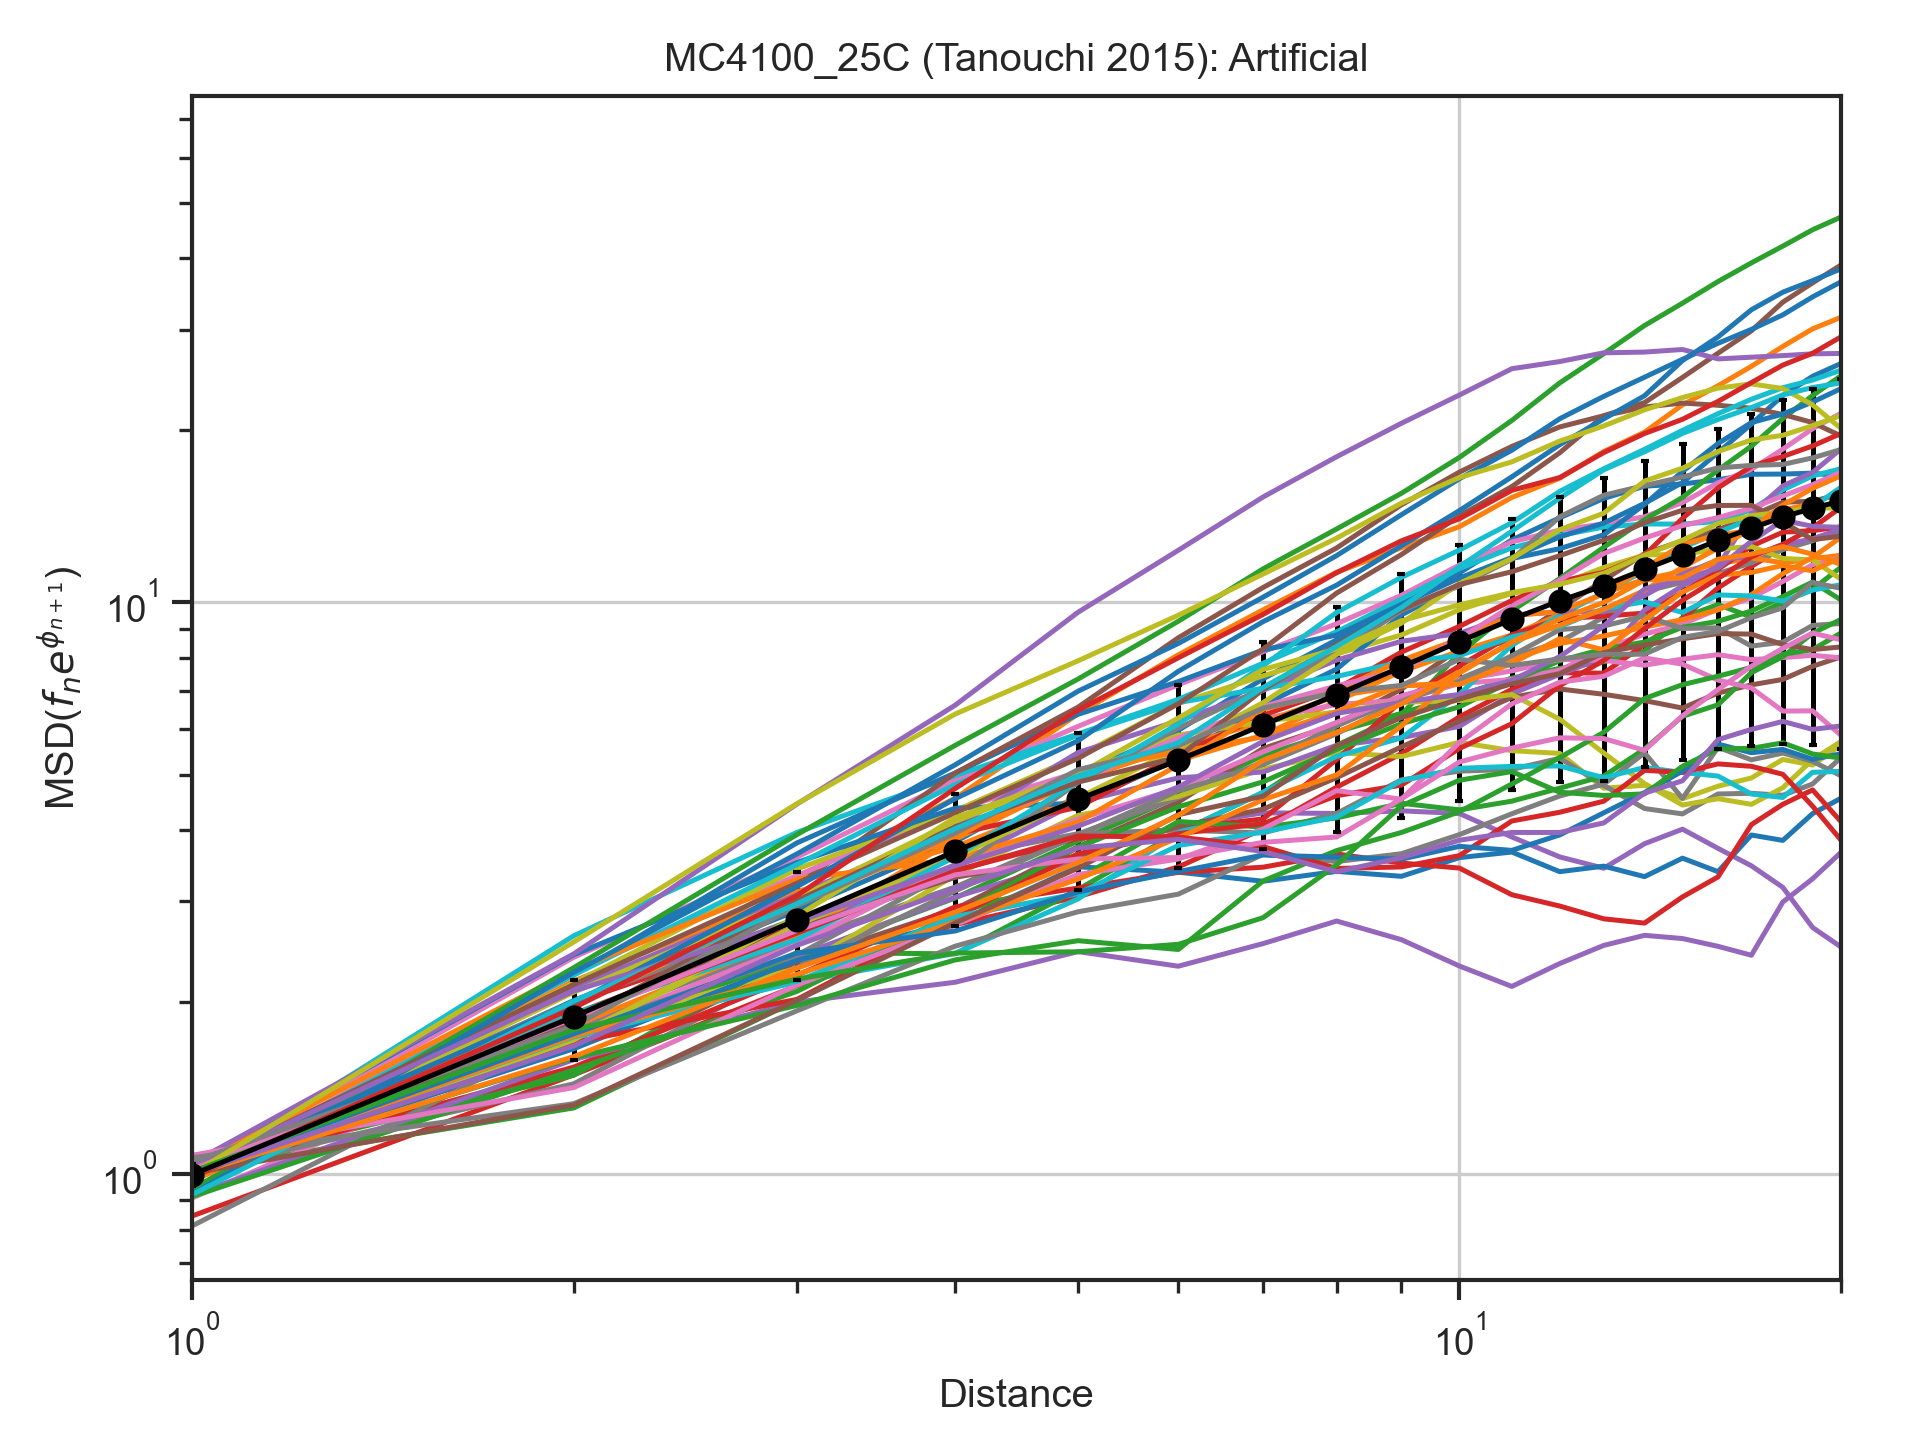 MC4100_25C (Tanouchi 2015): Artificial
MSD(fₙe^ϕₙ₊₁)
10¹
10⁰
10⁰
10¹
Distance